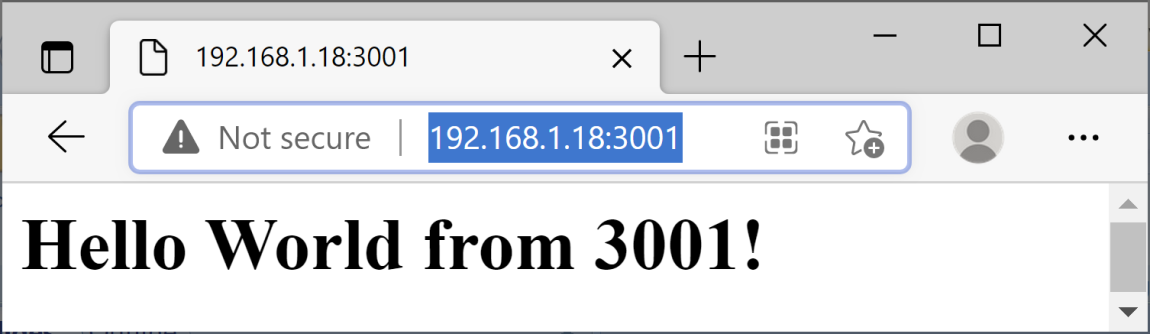 192.168.1.18:3001
Not secure 192.168.1.18:3001
Hello World from 3001!